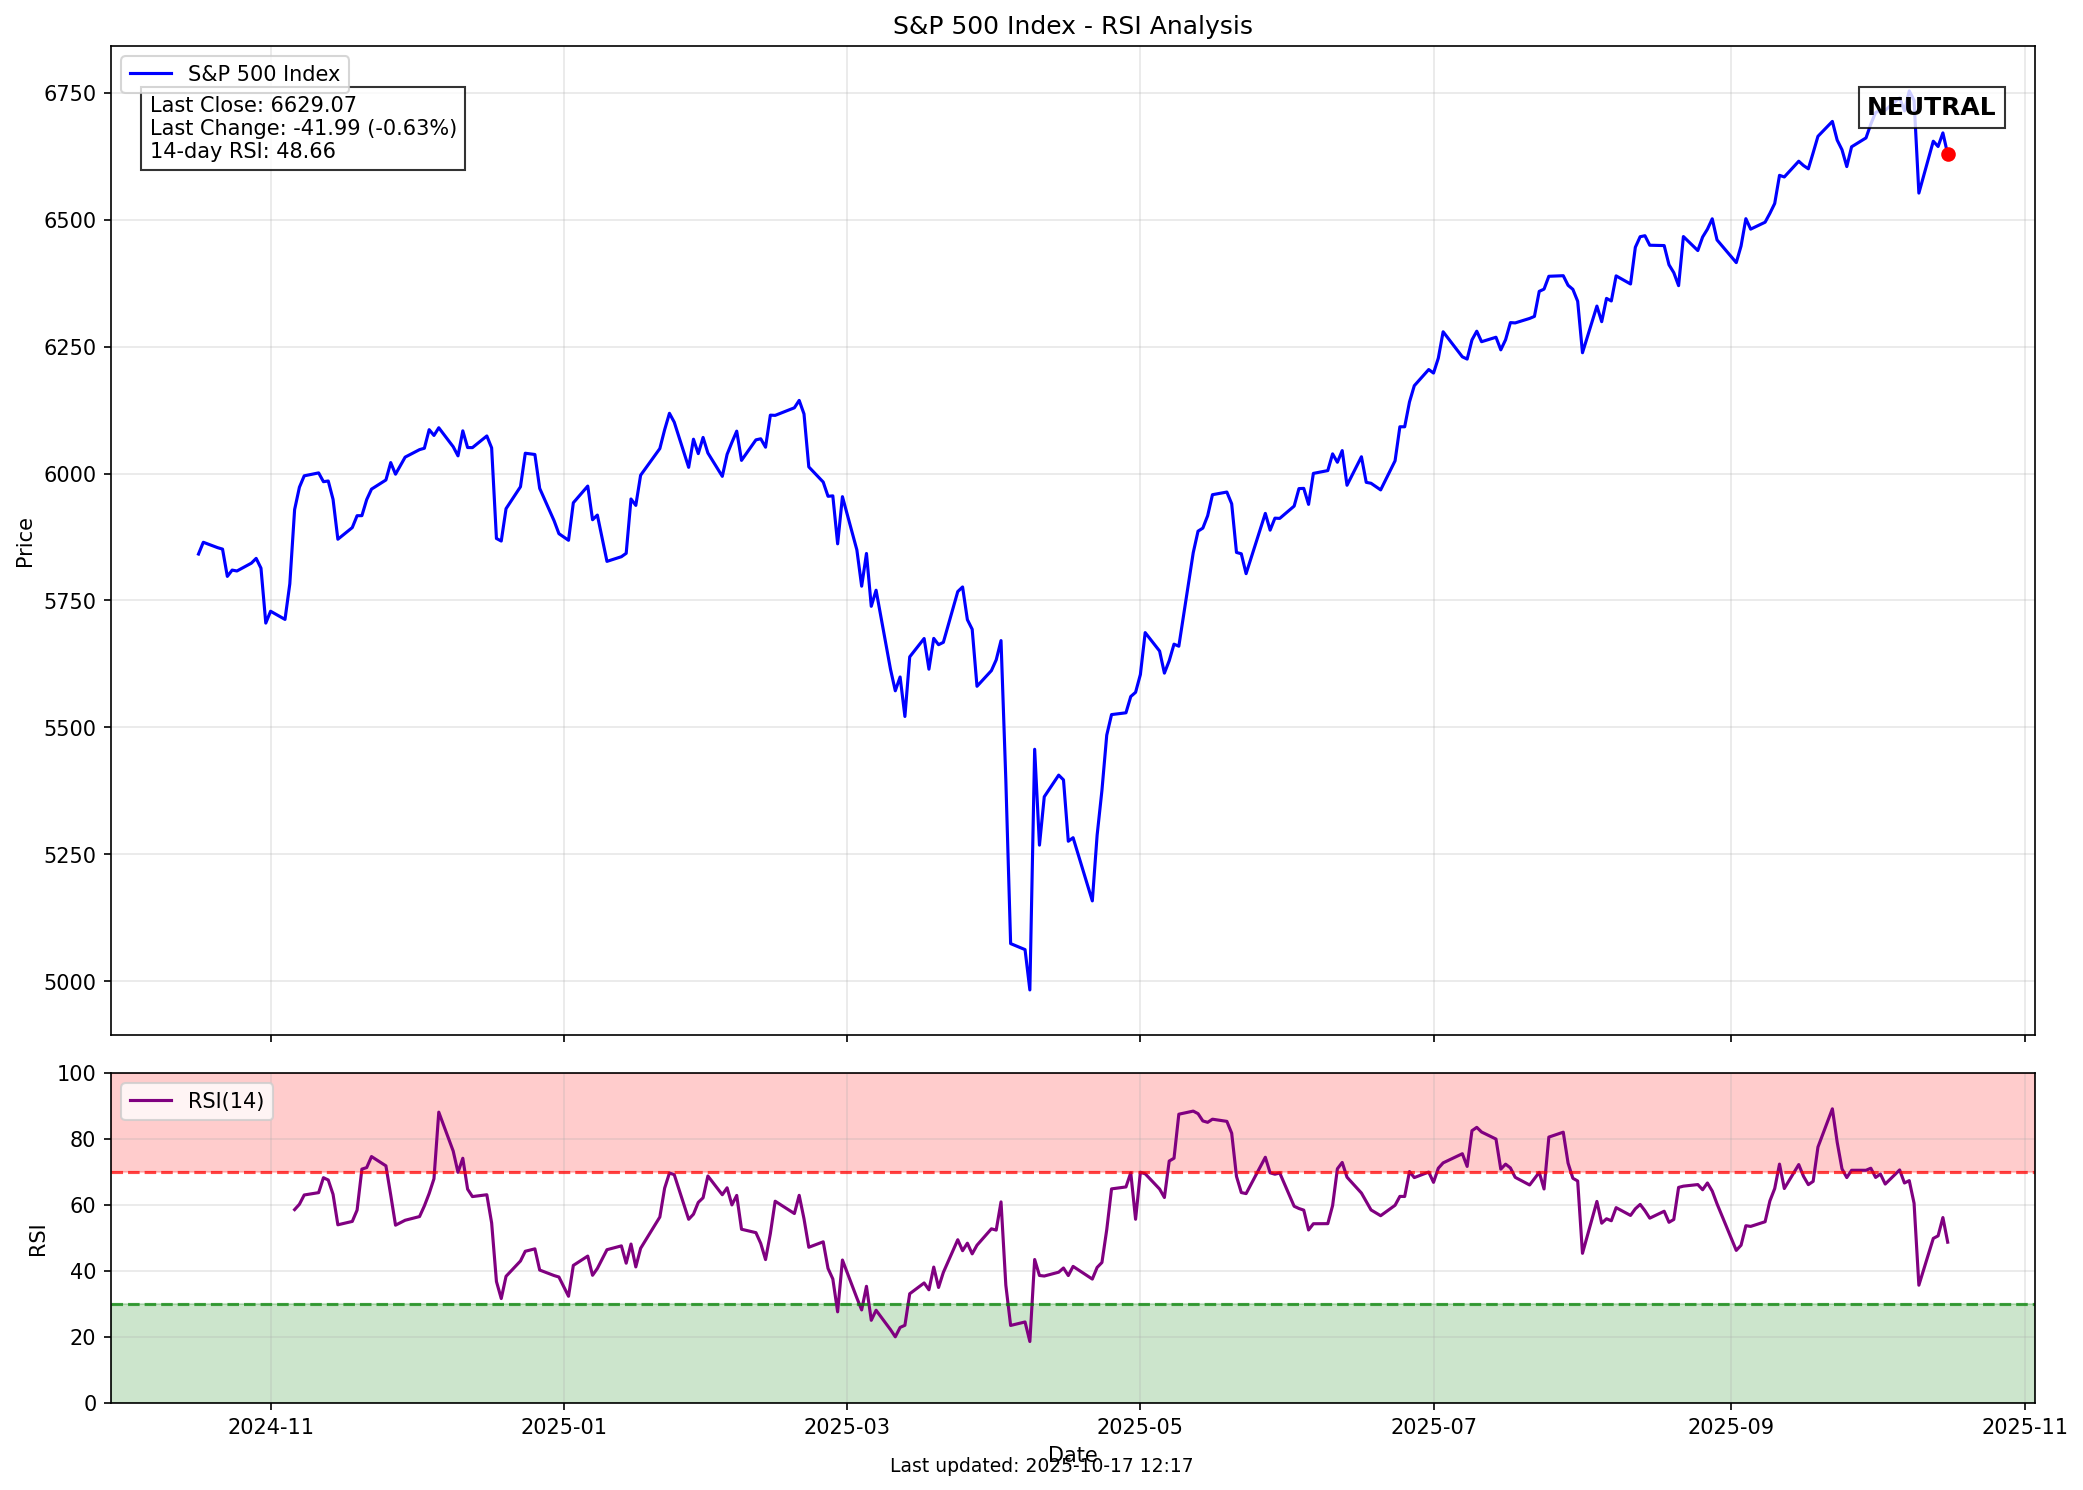 S&P 500 Index - RSI Analysis
S&P 500 Index
Last Close: 6629.07
Last Change: -41.99 (-0.63%)
14-day RSI: 48.66
NEUTRAL
Price
6750
6500
6250
6000
5750
5500
5250
5000
RSI(14)
RSI
100
80
60
40
20
0
2024-11
2025-01
2025-03
2025-05
2025-07
2025-09
2025-11
Date
Last updated: 2025-10-17 12:17